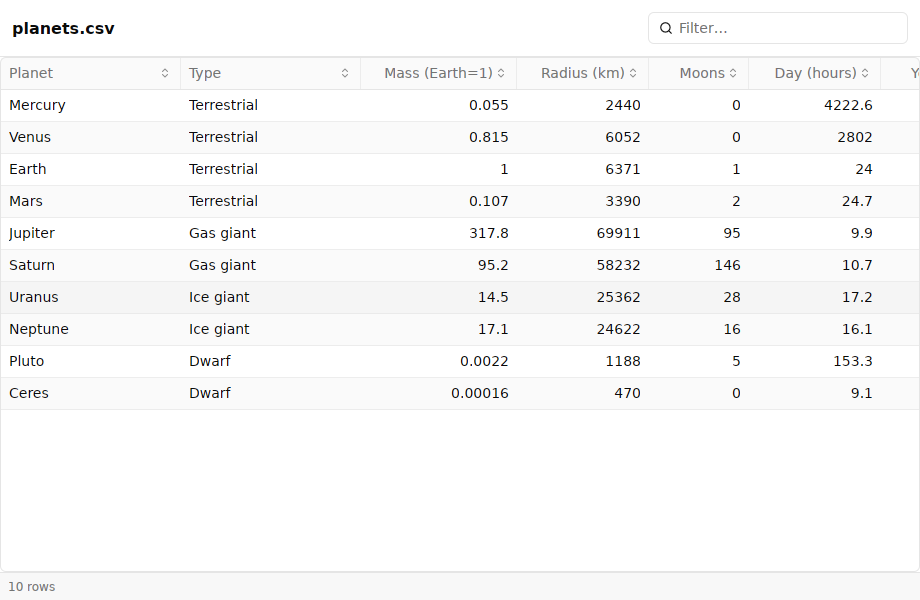 planets.csv
Filter...
Planet Type Mass (Earth=1) Radius (km) Moons Day (hours)
Mercury Terrestrial 0.055 2440 0 4222.6
Venus Terrestrial 0.815 6052 0 2802
Earth Terrestrial 1 6371 1 24
Mars Terrestrial 0.107 3390 2 24.7
Jupiter Gas giant 317.8 69911 95 9.9
Saturn Gas giant 95.2 58232 146 10.7
Uranus Ice giant 14.5 25362 28 17.2
Neptune Ice giant 17.1 24622 16 16.1
Pluto Dwarf 0.0022 1188 5 153.3
Ceres Dwarf 0.00016 470 0 9.1
10 rows